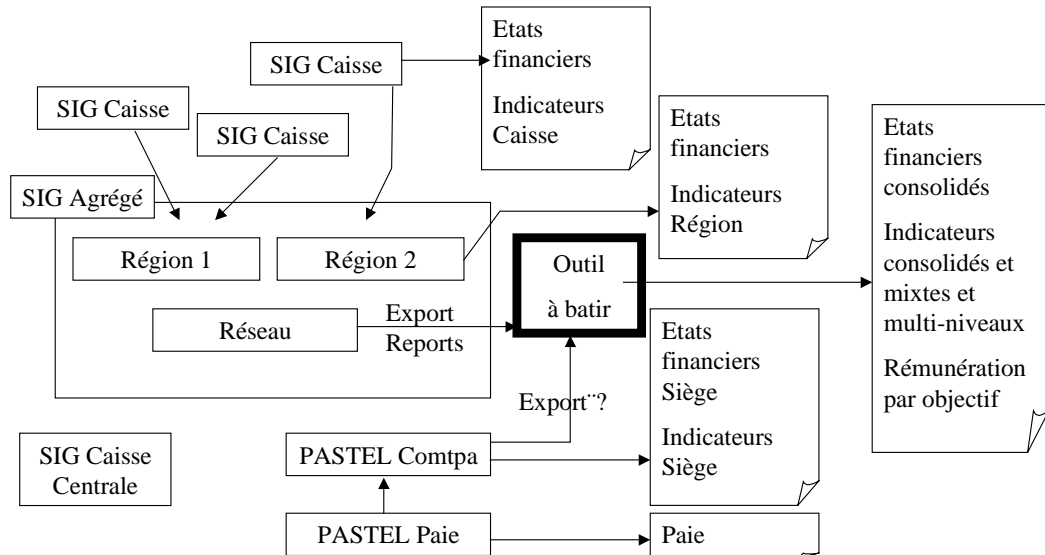 SIG Caisse
Etats
financiers
Indicateurs
Caisse
SIG Caisse
SIG Caisse
Etats
financiers
Indicateurs
Région
Etats
financiers
consolidés
Indicateurs
consolidés et
mixtes et
multi-niveaux
Rémunération
par objectif
SIG Agrégé
Région 1
Région 2
Outil
à batir
Réseau
Export
Reports
Etats
financiers
Siège
Indicateurs
Siège
Export¨?
SIG Caisse
Centrale
PASTEL Comtpa
PASTEL Paie
Paie